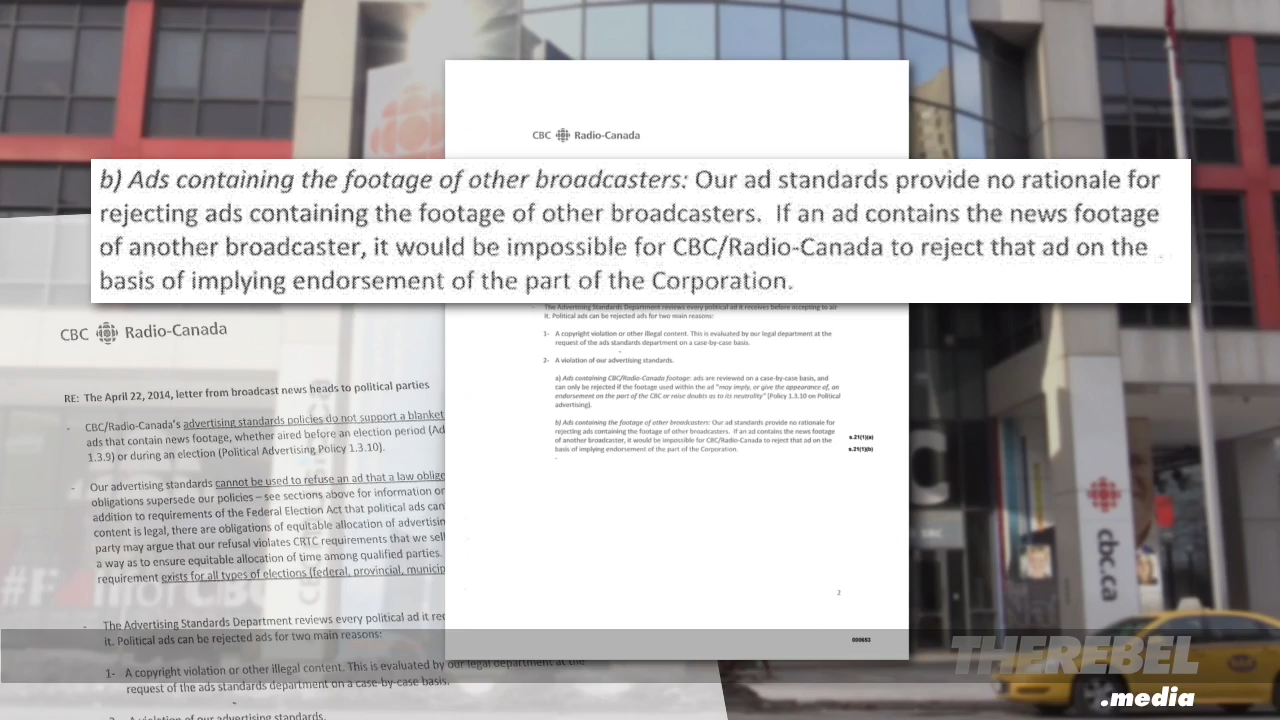 CBC Radio-Canada
b) Ads containing the footage of other broadcasters: Our ad standards provide no rationale for
rejecting ads containing the footage of other broadcasters. If an ad contains the news footage
of another broadcaster, it would be impossible for CBC/Radio-Canada to reject that ad on the
basis of implying endorsement of the part of the Corporation.
The Advertising Standards Department reviews every political ad it receives before accepting to air
it. Political ads can be rejected ads for two main reasons:
1- A copyright violation or other illegal content. This is evaluated by our legal department at the
request of the ads standards department on a case-by-case basis.
2- A violation of our advertising standards.
a) Ads containing CBC/Radio-Canada footage: ads are reviewed on a case-by-case basis, and
can only be rejected if the footage used within the ad "may imply, or give the appearance of, an
endorsement on the part of the CBC or raise doubts as to its neutrality" (Policy 1.3.10 on Political
advertising).
b) Ads containing the footage of other broadcasters: Our ad standards provide no rationale for
rejecting ads containing the footage of other broadcasters. If an ad contains the news footage
of another broadcaster, it would be impossible for CBC/Radio-Canada to reject that ad on the
basis of implying endorsement of the part of the Corporation.
s.21(1)(a)
s.21(1)(b)
2
000663
CBC Radio-Canada
RE: The April 22, 2014, letter from broadcast news heads to political parties
- CBC/Radio-Canada's advertising standards policies do not support a blanket
ads that contain news footage, whether aired before an election period (Ad
1.3.9) or during an election (Political Advertising Policy 1.3.10).
- Our advertising standards cannot be used to refuse an ad that a law oblige
obligations supersede our policies – see sections above for information or
addition to requirements of the Federal Election Act that political ads can
content is legal, there are obligations of equitable allocation of advertisin
party may argue that our refusal violates CRTC requirements that we sell
a way as to ensure equitable allocation of time among qualified parties.
requirement exists for all types of elections (federal, provincial, municip
- The Advertising Standards Department reviews every political ad it rec
it. Political ads can be rejected ads for two main reasons:
1- A copyright violation or other illegal content. This is evaluated by our legal department at the
request of the ads standards department on a case-by-case basis.
2- A violation of our advertising standards.
cbc.ca
THEREBEL
.media